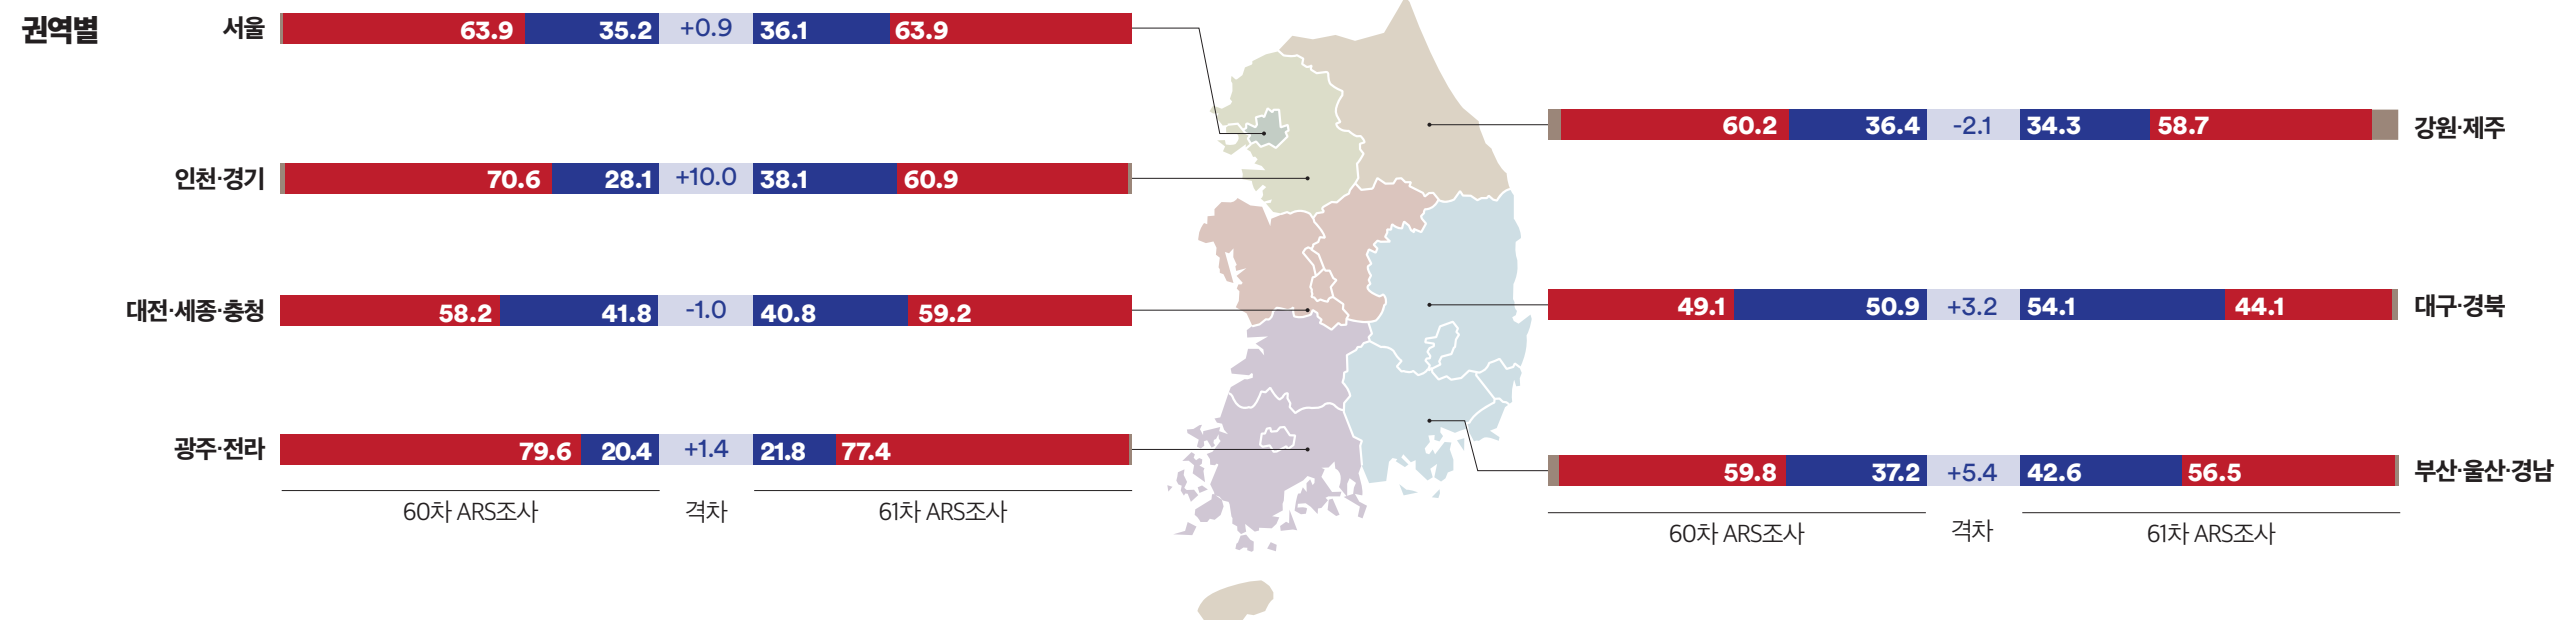 권역별
서울 63.9 35.2 +0.9 36.1 63.9
인천·경기 70.6 28.1 +10.0 38.1 60.9
대전·세종·충청 58.2 41.8 -1.0 40.8 59.2
광주·전라 79.6 20.4 +1.4 21.8 77.4
60차 ARS조사 격차 61차 ARS조사
60.2 36.4 -2.1 34.3 58.7 강원·제주
49.1 50.9 +3.2 54.1 44.1 대구·경북
59.8 37.2 +5.4 42.6 56.5 부산·울산·경남
60차 ARS조사 격차 61차 ARS조사